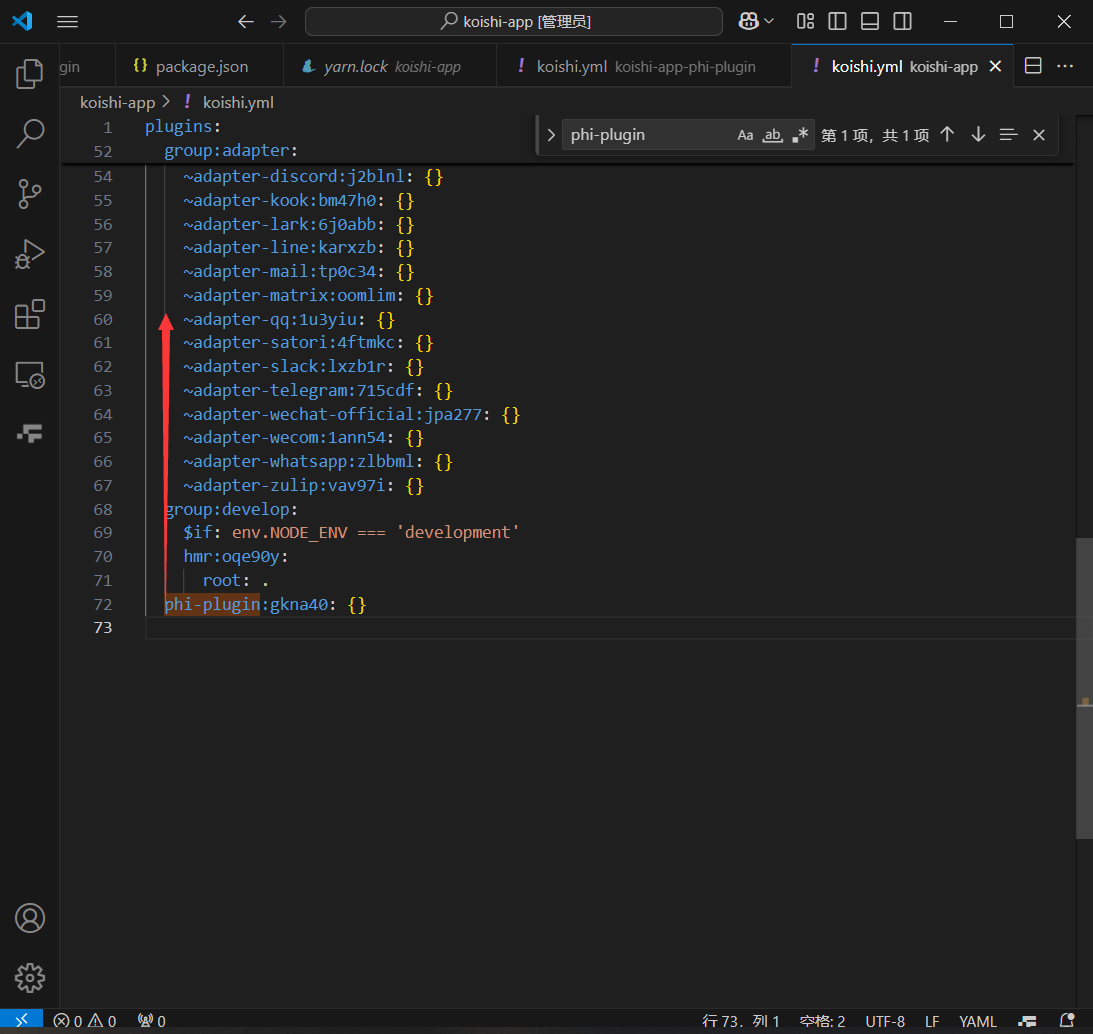 koishi-app [管理员]
gin
{} package.json
yarn.lock koishi-app
! koishi.yml koishi-app-phi-plugin
! koishi.yml koishi-app
koishi-app > ! koishi.yml
phi-plugin Aa ab .* 第 1 项，共 1 项
1 plugins:
52 group:adapter:
54 ~adapter-discord:j2blnl: {}
55 ~adapter-kook:bm47h0: {}
56 ~adapter-lark:6j0abb: {}
57 ~adapter-line:karxzb: {}
58 ~adapter-mail:tp0c34: {}
59 ~adapter-matrix:oomlim: {}
60 ~adapter-qq:1u3yiu: {}
61 ~adapter-satori:4ftmkc: {}
62 ~adapter-slack:lxzb1r: {}
63 ~adapter-telegram:715cdf: {}
64 ~adapter-wechat-official:jpa277: {}
65 ~adapter-wecom:1ann54: {}
66 ~adapter-whatsapp:zlbbml: {}
67 ~adapter-zulip:vav97i: {}
68 group:develop:
69 $if: env.NODE_ENV === 'development'
70 hmr:oqe90y:
71 root: .
72 phi-plugin:gkna40: {}
73
0 0 0
行 73，列 1 空格: 2 UTF-8 LF YAML